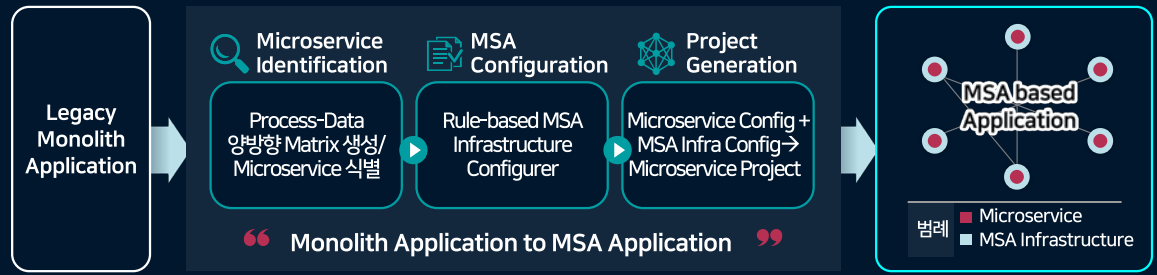 Legacy
Monolith
Application
Microservice
Identification
Process-Data
양방향 Matrix 생성/
Microservice 식별
MSA
Configuration
Rule-based MSA
Infrastructure
Configurer
Project
Generation
Microservice Config +
MSA Infra Config→
Microservice Project
❝ Monolith Application to MSA Application ❞
MSA based
Application
범례
Microservice
MSA Infrastructure